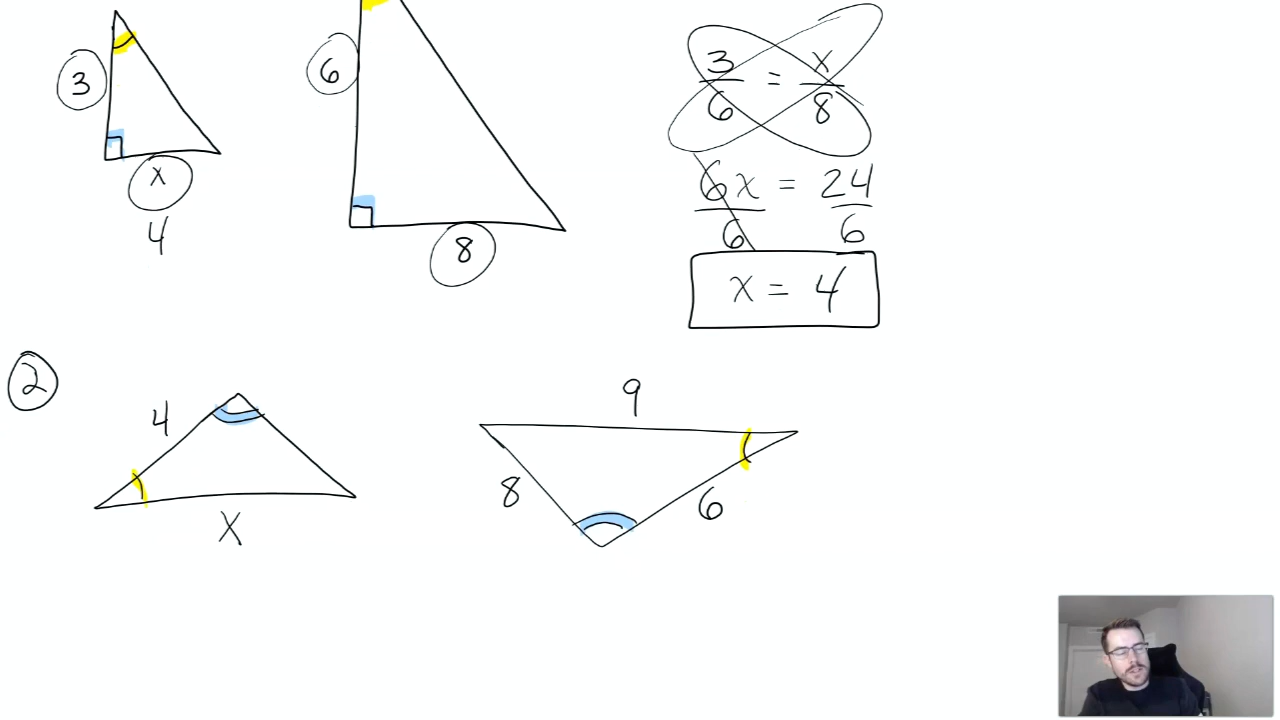 3
x
4
6
8
3/6 = x/8
6x/6 = 24/6
x = 4
2
4
x
9
8
6